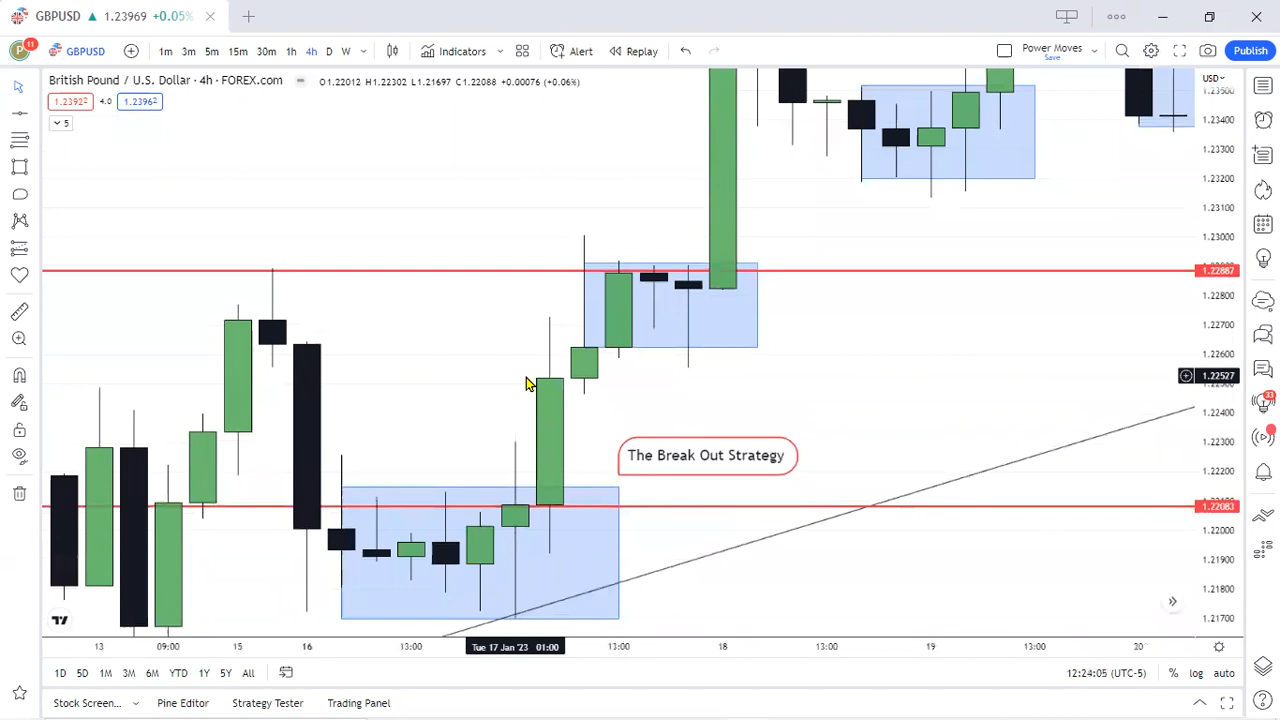 GBPUSD ▲ 1.23969 +0.05%
P 11 GBPUSD 1m 3m 5m 15m 30m 1h 4h D W Indicators Alert Replay Power Moves Save Publish
British Pound / U.S. Dollar · 4h · FOREX.com O1.22012 H1.22302 L1.21697 C1.22088 +0.00076 (+0.06%)
1.23922 4.0 1.23962
5
USD
1.23500
1.23400
1.23300
1.23200
1.23100
1.23000
1.22887
1.22800
1.22700
1.22600
1.22527
1.22400
1.22300
1.22200
1.22083
1.22000
1.21900
1.21800
1.21700
The Break Out Strategy
33
13 09:00 15 16 13:00 Tue 17 Jan '23 01:00 13:00 18 13:00 19 13:00 20
1D 5D 1M 3M 6M YTD 1Y 5Y All 12:24:05 (UTC-5) % log auto
Stock Screen... Pine Editor Strategy Tester Trading Panel